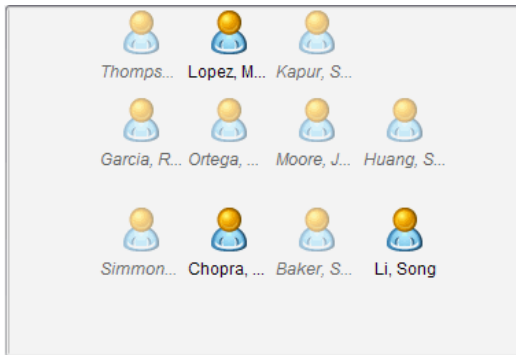 Thomps... Lopez, M... Kapur, S...
Garcia, R... Ortega, ... Moore, J... Huang, S...
Simmon... Chopra, ... Baker, S... Li, Song